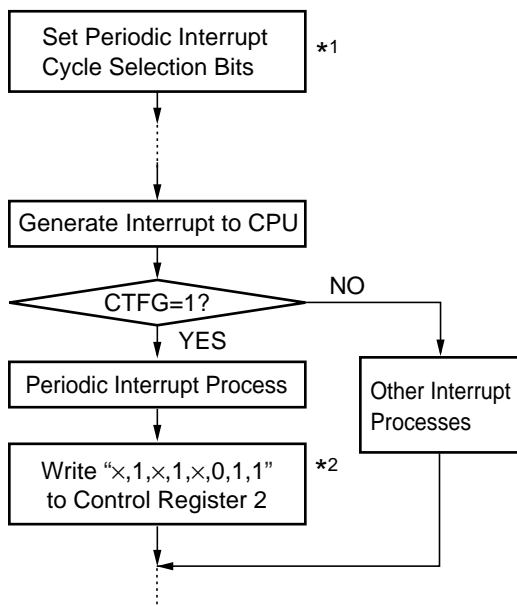 Set Periodic Interrupt
Cycle Selection Bits
*1
Generate Interrupt to CPU
CTFG=1?
NO
YES
Periodic Interrupt Process
Other Interrupt
Processes
Write “×,1,×,1,×,0,1,1”
to Control Register 2
*2